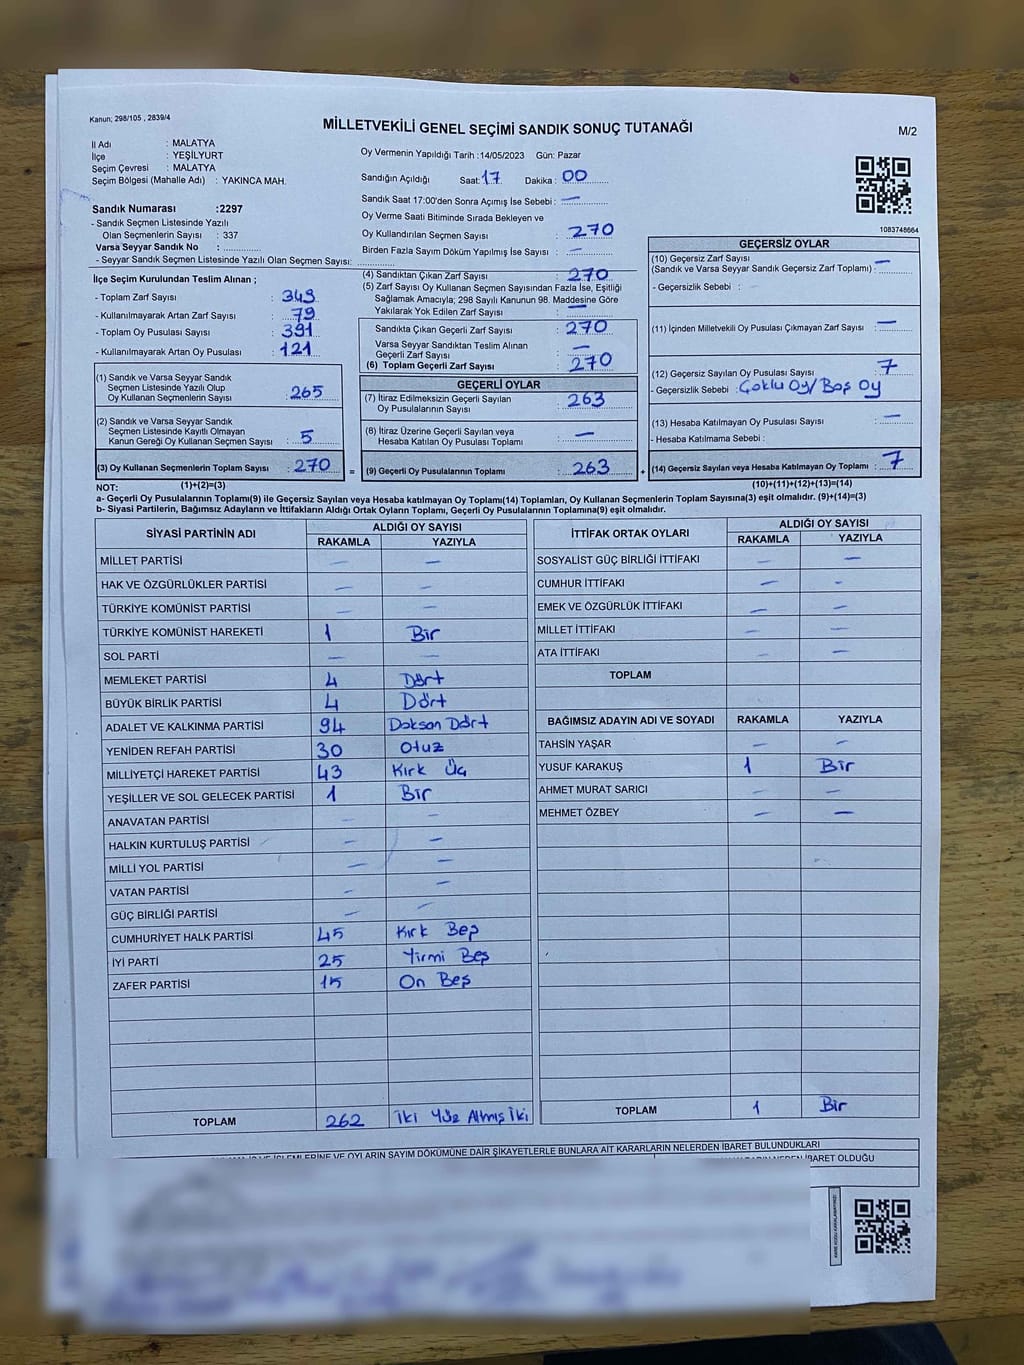 Kanun; 298/105 , 2839/4
MİLLETVEKİLİ GENEL SEÇİMİ SANDIK SONUÇ TUTANAĞI
M/2
İl Adı : MALATYA
İlçe : YEŞİLYURT
Seçim Çevresi : MALATYA
Seçim Bölgesi (Mahalle Adı) : YAKINCA MAH.
Oy Vermenin Yapıldığı Tarih :14/05/2023 Gün: Pazar
Sandığın Açıldığı Saat: 17 Dakika : 00
Sandık Saat 17:00'den Sonra Açımış İse Sebebi : —
Oy Verme Saati Bitiminde Sırada Bekleyen ve
Oy Kullandırılan Seçmen Sayısı : 270
Birden Fazla Sayım Döküm Yapılmış İse Sayısı : —
1083748664
Sandık Numarası :2297
- Sandık Seçmen Listesinde Yazılı
Olan Seçmenlerin Sayısı : 337
Varsa Seyyar Sandık No :
- Seyyar Sandık Seçmen Listesinde Yazılı Olan Seçmen Sayısı:
İlçe Seçim Kurulundan Teslim Alınan ;
- Toplam Zarf Sayısı : 349
- Kullanılmayarak Artan Zarf Sayısı : 79
- Toplam Oy Pusulası Sayısı : 391
- Kullanılmayarak Artan Oy Pusulası : 121
(1) Sandık ve Varsa Seyyar Sandık
Seçmen Listesinde Yazılı Olup
Oy Kullanan Seçmenlerin Sayısı : 265
(2) Sandık ve Varsa Seyyar Sandık
Seçmen Listesinde Kayıtlı Olmayan
Kanun Gereği Oy Kullanan Seçmen Sayısı : 5
(3) Oy Kullanan Seçmenlerin Toplam Sayısı : 270 =
(1)+(2)=(3)
(4) Sandıktan Çıkan Zarf Sayısı : 270
(5) Zarf Sayısı Oy Kullanan Seçmen Sayısından Fazla İse, Eşitliği
Sağlamak Amacıyla; 298 Sayılı Kanunun 98. Maddesine Göre
Yakılarak Yok Edilen Zarf Sayısı : —
Sandıkta Çıkan Geçerli Zarf Sayısı : 270
Varsa Seyyar Sandıktan Teslim Alınan
Geçerli Zarf Sayısı : —
(6) Toplam Geçerli Zarf Sayısı : 270
GEÇERLİ OYLAR
(7) İtiraz Edilmeksizin Geçerli Sayılan
Oy Pusulalarının Sayısı : 263
(8) İtiraz Üzerine Geçerli Sayılan veya
Hesaba Katılan Oy Pusulası Toplamı : —
(9) Geçerli Oy Pusulalarının Toplamı : 263 +
GEÇERSİZ OYLAR
(10) Geçersiz Zarf Sayısı
(Sandık ve Varsa Seyyar Sandık Geçersiz Zarf Toplamı) : —
- Geçersizlik Sebebi :
(11) İçinden Milletvekili Oy Pusulası Çıkmayan Zarf Sayısı : —
(12) Geçersiz Sayılan Oy Pusulası Sayısı : 7
- Geçersizlik Sebebi : Çoklu Oy/Boş Oy
(13) Hesaba Katılmayan Oy Pusulası Sayısı : —
- Hesaba Katılmama Sebebi :
(14) Geçersiz Sayılan veya Hesaba Katılmayan Oy Toplamı : 7
(10)+(11)+(12)+(13)=(14)
NOT:
a- Geçerli Oy Pusulalarının Toplamı(9) ile Geçersiz Sayılan veya Hesaba katılmayan Oy Toplamı(14) Toplamları, Oy Kullanan Seçmenlerin Toplam Sayısına(3) eşit olmalıdır. (9)+(14)=(3)
b- Siyasi Partilerin, Bağımsız Adayların ve İttifakların Aldığı Ortak Oyların Toplamı, Geçerli Oy Pusulalarının Toplamına(9) eşit olmalıdır.
SİYASİ PARTİNİN ADI ALDIĞI OY SAYISI
RAKAMLA YAZIYLA
MİLLET PARTİSİ — —
HAK VE ÖZGÜRLÜKLER PARTİSİ — —
TÜRKİYE KOMÜNİST PARTİSİ — —
TÜRKİYE KOMÜNİST HAREKETİ 1 Bir
SOL PARTİ — —
MEMLEKET PARTİSİ 4 Dört
BÜYÜK BİRLİK PARTİSİ 4 Dört
ADALET VE KALKINMA PARTİSİ 94 Doksan Dört
YENİDEN REFAH PARTİSİ 30 Otuz
MİLLİYETÇİ HAREKET PARTİSİ 43 Kırk Üç
YEŞİLLER VE SOL GELECEK PARTİSİ 1 Bir
ANAVATAN PARTİSİ — —
HALKIN KURTULUŞ PARTİSİ — —
MİLLİ YOL PARTİSİ — —
VATAN PARTİSİ — —
GÜÇ BİRLİĞİ PARTİSİ — —
CUMHURİYET HALK PARTİSİ 45 Kırk Beş
İYİ PARTİ 25 Yirmi Beş
ZAFER PARTİSİ 15 On Beş
TOPLAM 262 İki Yüz Altmış İki
İTTİFAK ORTAK OYLARI ALDIĞI OY SAYISI
RAKAMLA YAZIYLA
SOSYALİST GÜÇ BİRLİĞİ İTTİFAKI — —
CUMHUR İTTİFAKI — —
EMEK VE ÖZGÜRLÜK İTTİFAKI — —
MİLLET İTTİFAKI — —
ATA İTTİFAKI — —
TOPLAM
BAĞIMSIZ ADAYIN ADI VE SOYADI RAKAMLA YAZIYLA
TAHSİN YAŞAR — —
YUSUF KARAKUŞ 1 Bir
AHMET MURAT SARICI — —
MEHMET ÖZBEY — —
TOPLAM 1 Bir
VE İŞLEMLERİNE VE OYLARIN SAYIM DÖKÜMÜNE DAİR ŞİKAYETLERLE BUNLARA AİT KARARLARIN NELERDEN İBARET BULUNDUKLARI
NEDEN İBARET OLDUĞU